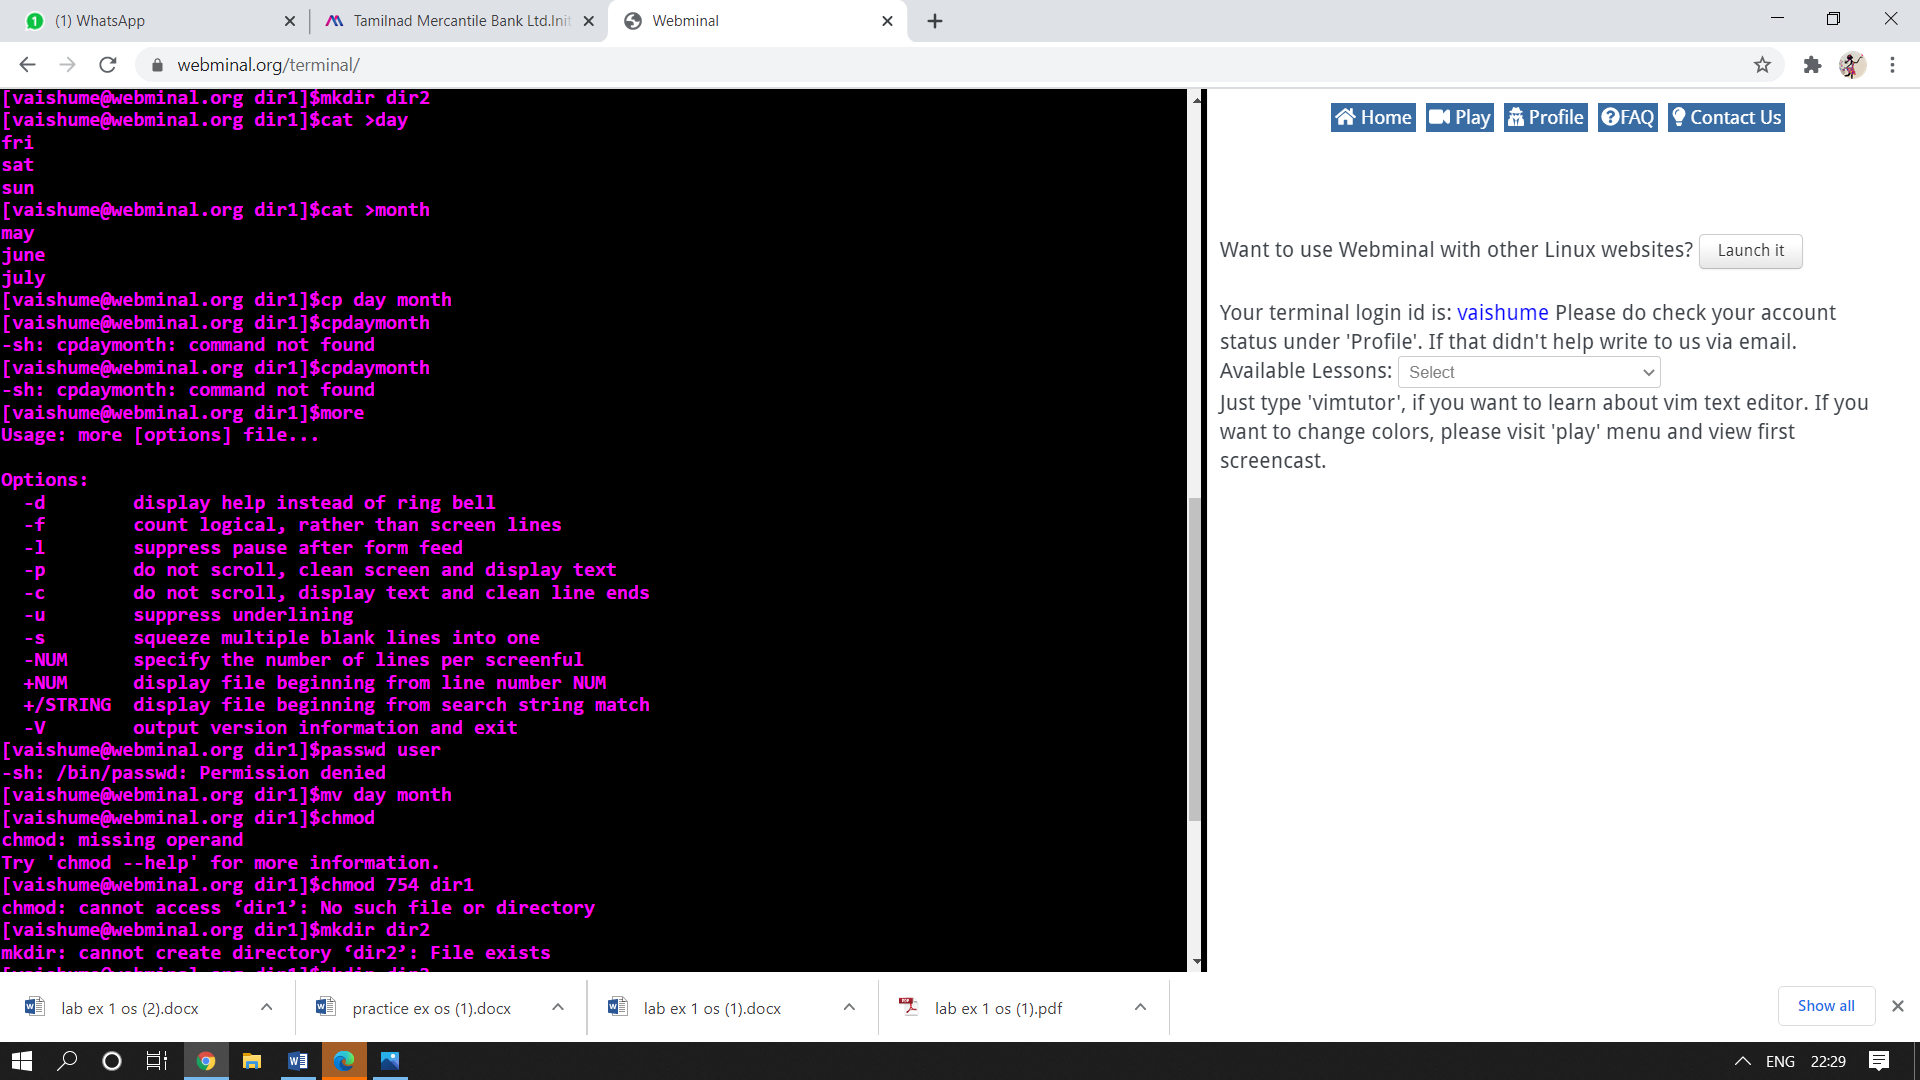 (1) WhatsApp
Tamilnad Mercantile Bank Ltd.Init
Webminal
webminal.org/terminal/
[vaishume@webminal.org dir1]$mkdir dir2
[vaishume@webminal.org dir1]$cat >day
fri
sat
sun
[vaishume@webminal.org dir1]$cat >month
may
june
july
[vaishume@webminal.org dir1]$cp day month
[vaishume@webminal.org dir1]$cpdaymonth
-sh: cpdaymonth: command not found
[vaishume@webminal.org dir1]$cpdaymonth
-sh: cpdaymonth: command not found
[vaishume@webminal.org dir1]$more
Usage: more [options] file...
Options:
-d display help instead of ring bell
-f count logical, rather than screen lines
-l suppress pause after form feed
-p do not scroll, clean screen and display text
-c do not scroll, display text and clean line ends
-u suppress underlining
-s squeeze multiple blank lines into one
-NUM specify the number of lines per screenful
+NUM display file beginning from line number NUM
+/STRING display file beginning from search string match
-V output version information and exit
[vaishume@webminal.org dir1]$passwd user
-sh: /bin/passwd: Permission denied
[vaishume@webminal.org dir1]$mv day month
[vaishume@webminal.org dir1]$chmod
chmod: missing operand
Try 'chmod --help' for more information.
[vaishume@webminal.org dir1]$chmod 754 dir1
chmod: cannot access ‘dir1’: No such file or directory
[vaishume@webminal.org dir1]$mkdir dir2
mkdir: cannot create directory ‘dir2’: File exists
[vaishume@webminal.org dir1]$mkdir dir2
Home Play Profile FAQ Contact Us
Want to use Webminal with other Linux websites? Launch it
Your terminal login id is: vaishume Please do check your account
status under 'Profile'. If that didn't help write to us via email.
Available Lessons: Select
Just type 'vimtutor', if you want to learn about vim text editor. If you
want to change colors, please visit 'play' menu and view first
screencast.
lab ex 1 os (2).docx
practice ex os (1).docx
lab ex 1 os (1).docx
lab ex 1 os (1).pdf
Show all
ENG 22:29